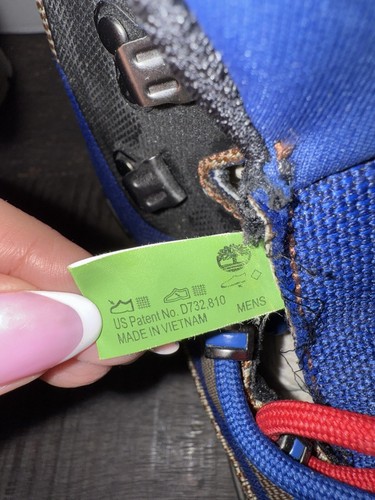 US Patent No. D732,810 MENS
MADE IN VIETNAM